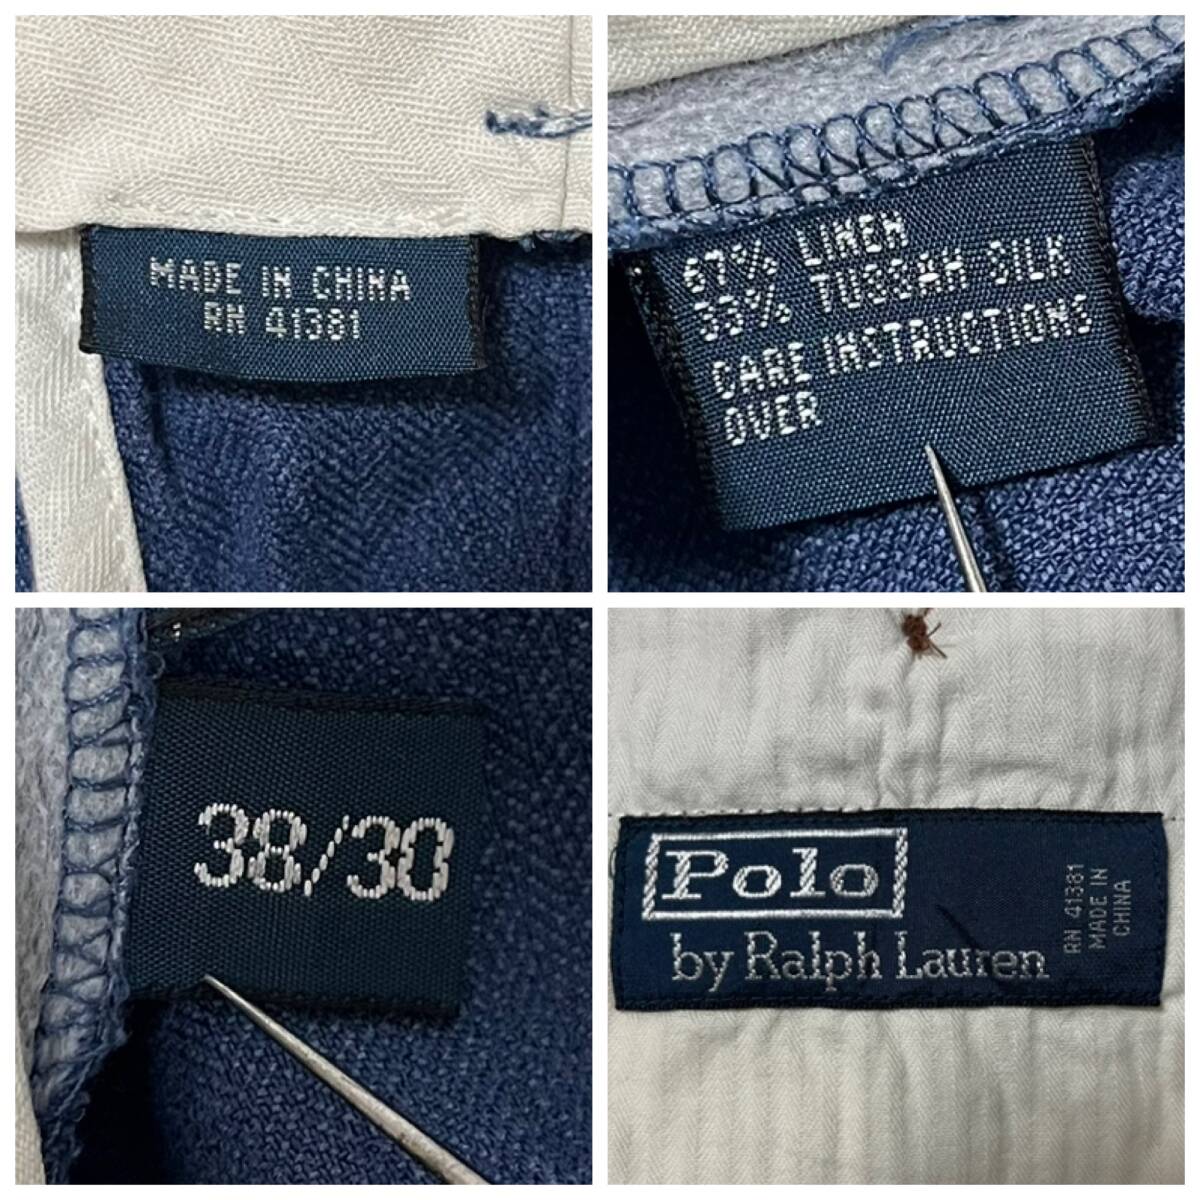 MADE IN CHINA
RN 41381
67% LINEN
33% TUSSAH SILK
CARE INSTRUCTIONS
OVER
38/30
Polo
by Ralph Lauren
RN 41381
MADE IN
CHINA